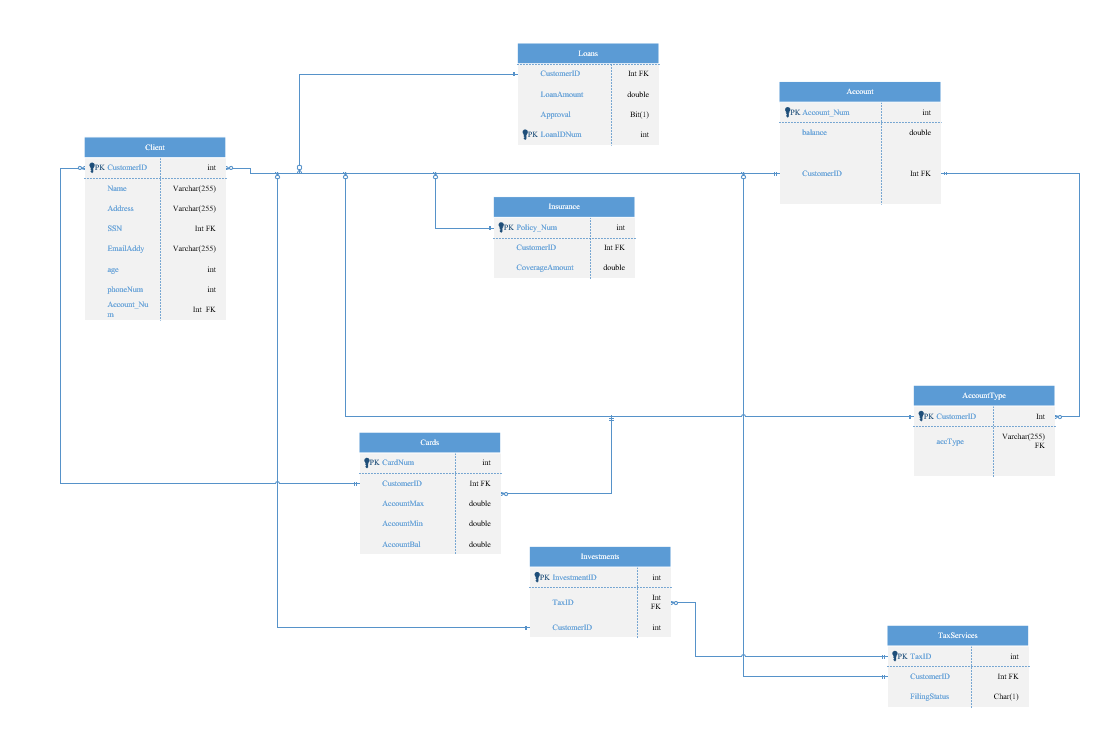 Loans
CustomerID Int FK
LoanAmount double
Approval Bit(1)
PK LoanIDNum int
Account
PK Account_Num int
balance double
CustomerID Int FK
Client
PK CustomerID int
Name Varchar(255)
Address Varchar(255)
SSN Int FK
EmailAddy Varchar(255)
age int
phoneNum int
Account_Nu
m Int FK
Insurance
PK Policy_Num int
CustomerID Int FK
CoverageAmount double
AccountType
PK CustomerID Int
accType Varchar(255)
FK
Cards
PK CardNum int
CustomerID Int FK
AccountMax double
AccountMin double
AccountBal double
Investments
PK InvestmentID int
TaxID Int
FK
CustomerID int
TaxServices
PK TaxID int
CustomerID Int FK
FilingStatus Char(1)